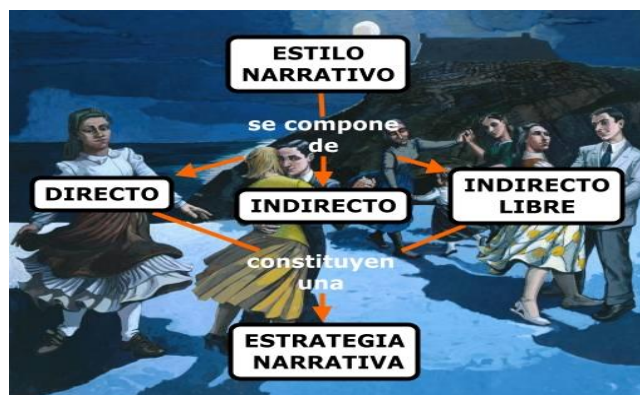 ESTILO
NARRATIVO
se compone
de
DIRECTO
INDIRECTO
INDIRECTO
LIBRE
constituyen
una
ESTRATEGIA
NARRATIVA